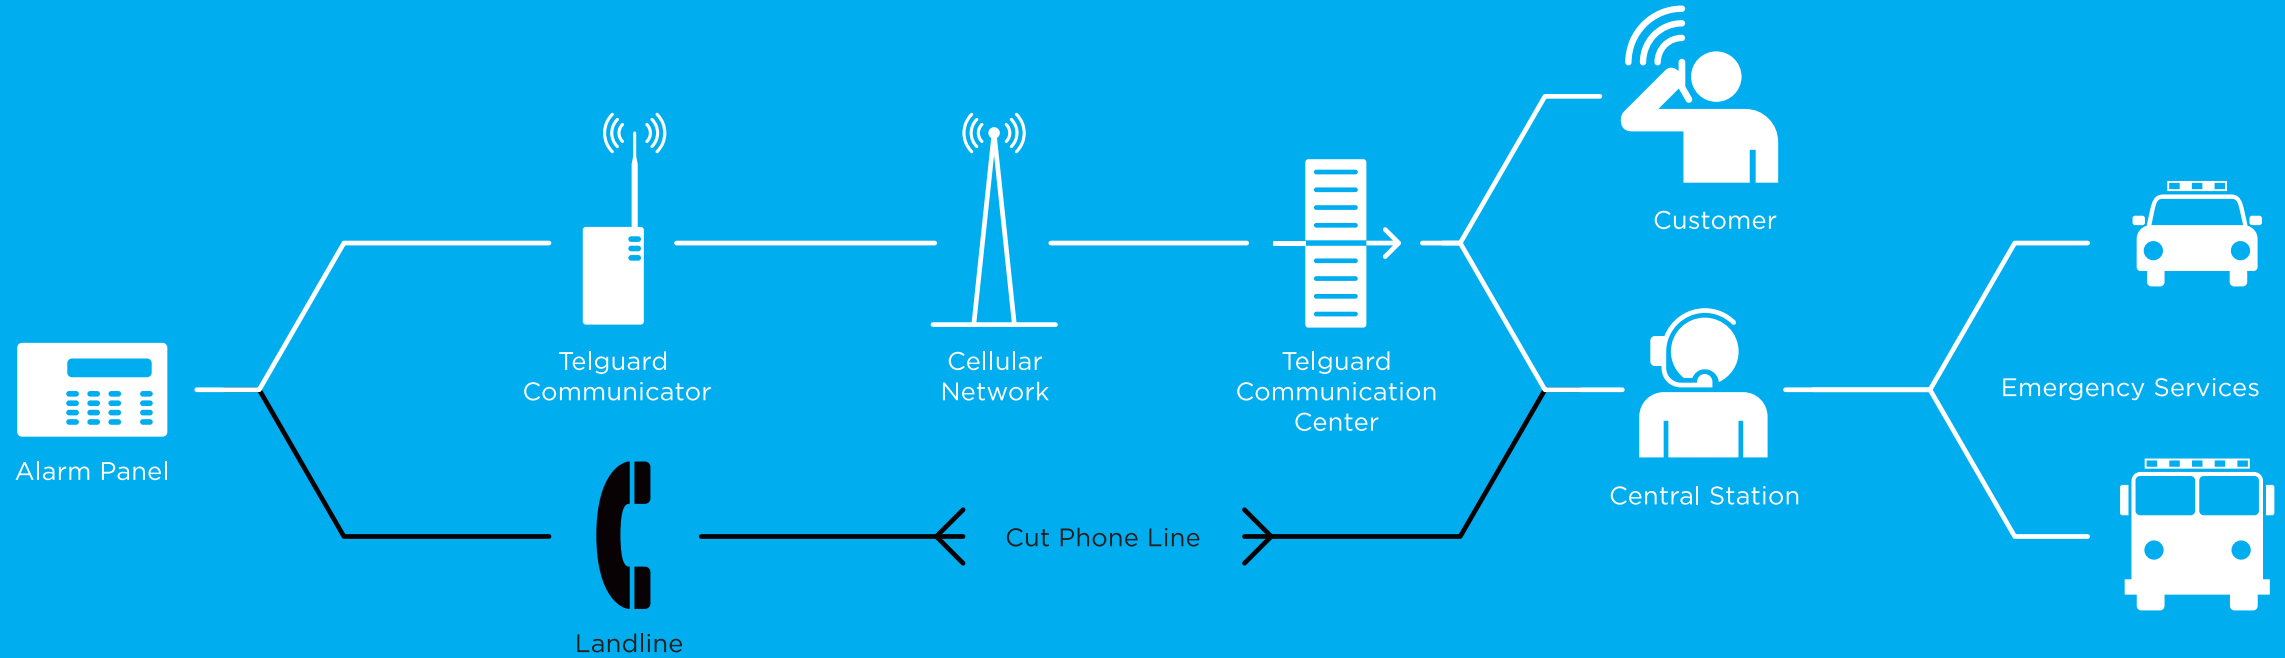 Alarm Panel
Telguard
Communicator
Cellular
Network
Telguard
Communication
Center
Customer
Central Station
Emergency Services
Landline
Cut Phone Line